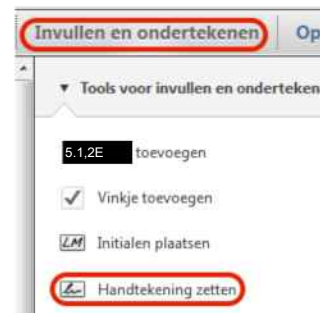 Invullen en ondertekenen Op
Tools voor invullen en onderteken
5.1,2E toevoegen
Vinkje toevoegen
LM Initialen plaatsen
Handtekening zetten